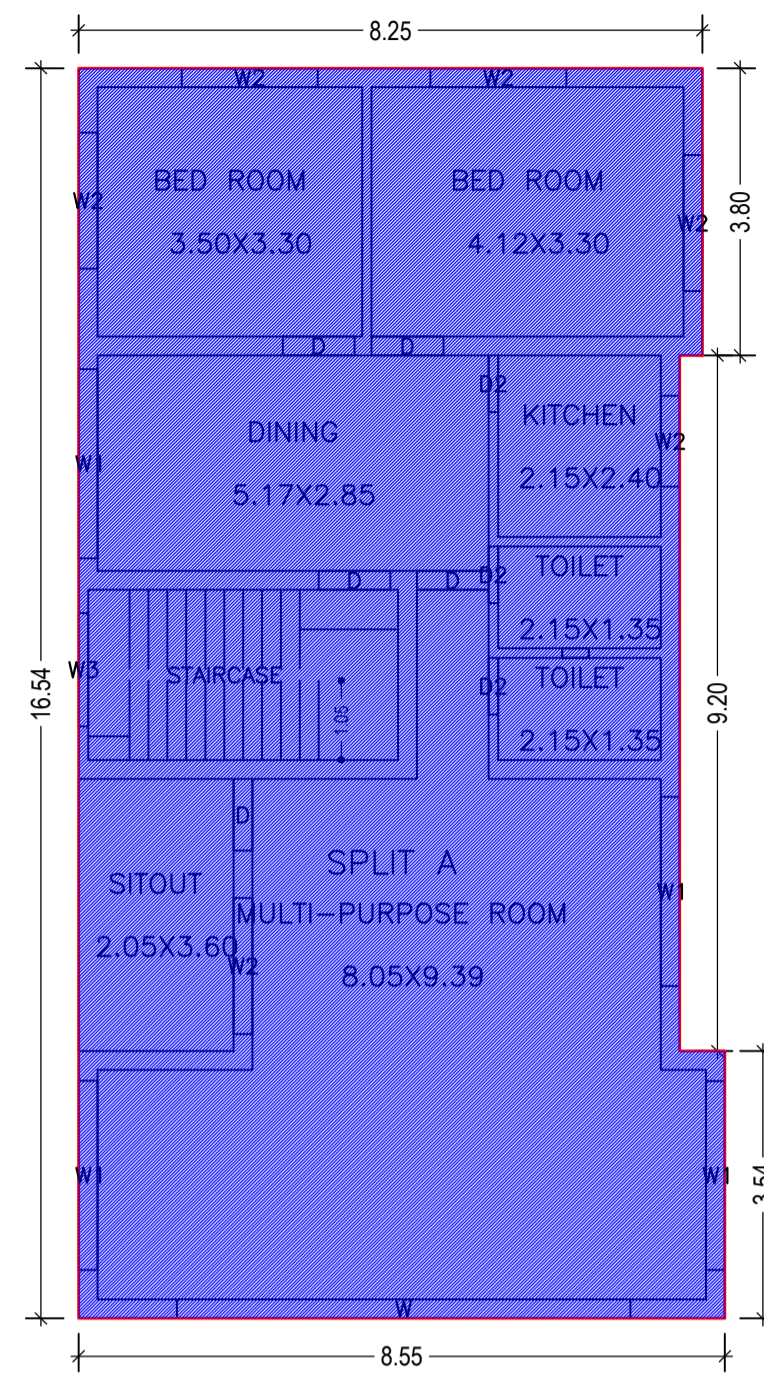 8.25
W2
W2
BED ROOM
BED ROOM
W2
W2
3.80
3.50X3.30
4.12X3.30
D
D
D2
KITCHEN
DINING
W2
W1
2.15X2.40
5.17X2.85
TOILET
D
D
D2
2.15X1.35
W3
STAIRCASE
TOILET
D2
16.54
9.20
1.05
2.15X1.35
D
SPLIT A
SITOUT
W1
MULTI-PURPOSE ROOM
2.05X3.60
W2
8.05X9.39
W1
W1
3.54
W
8.55